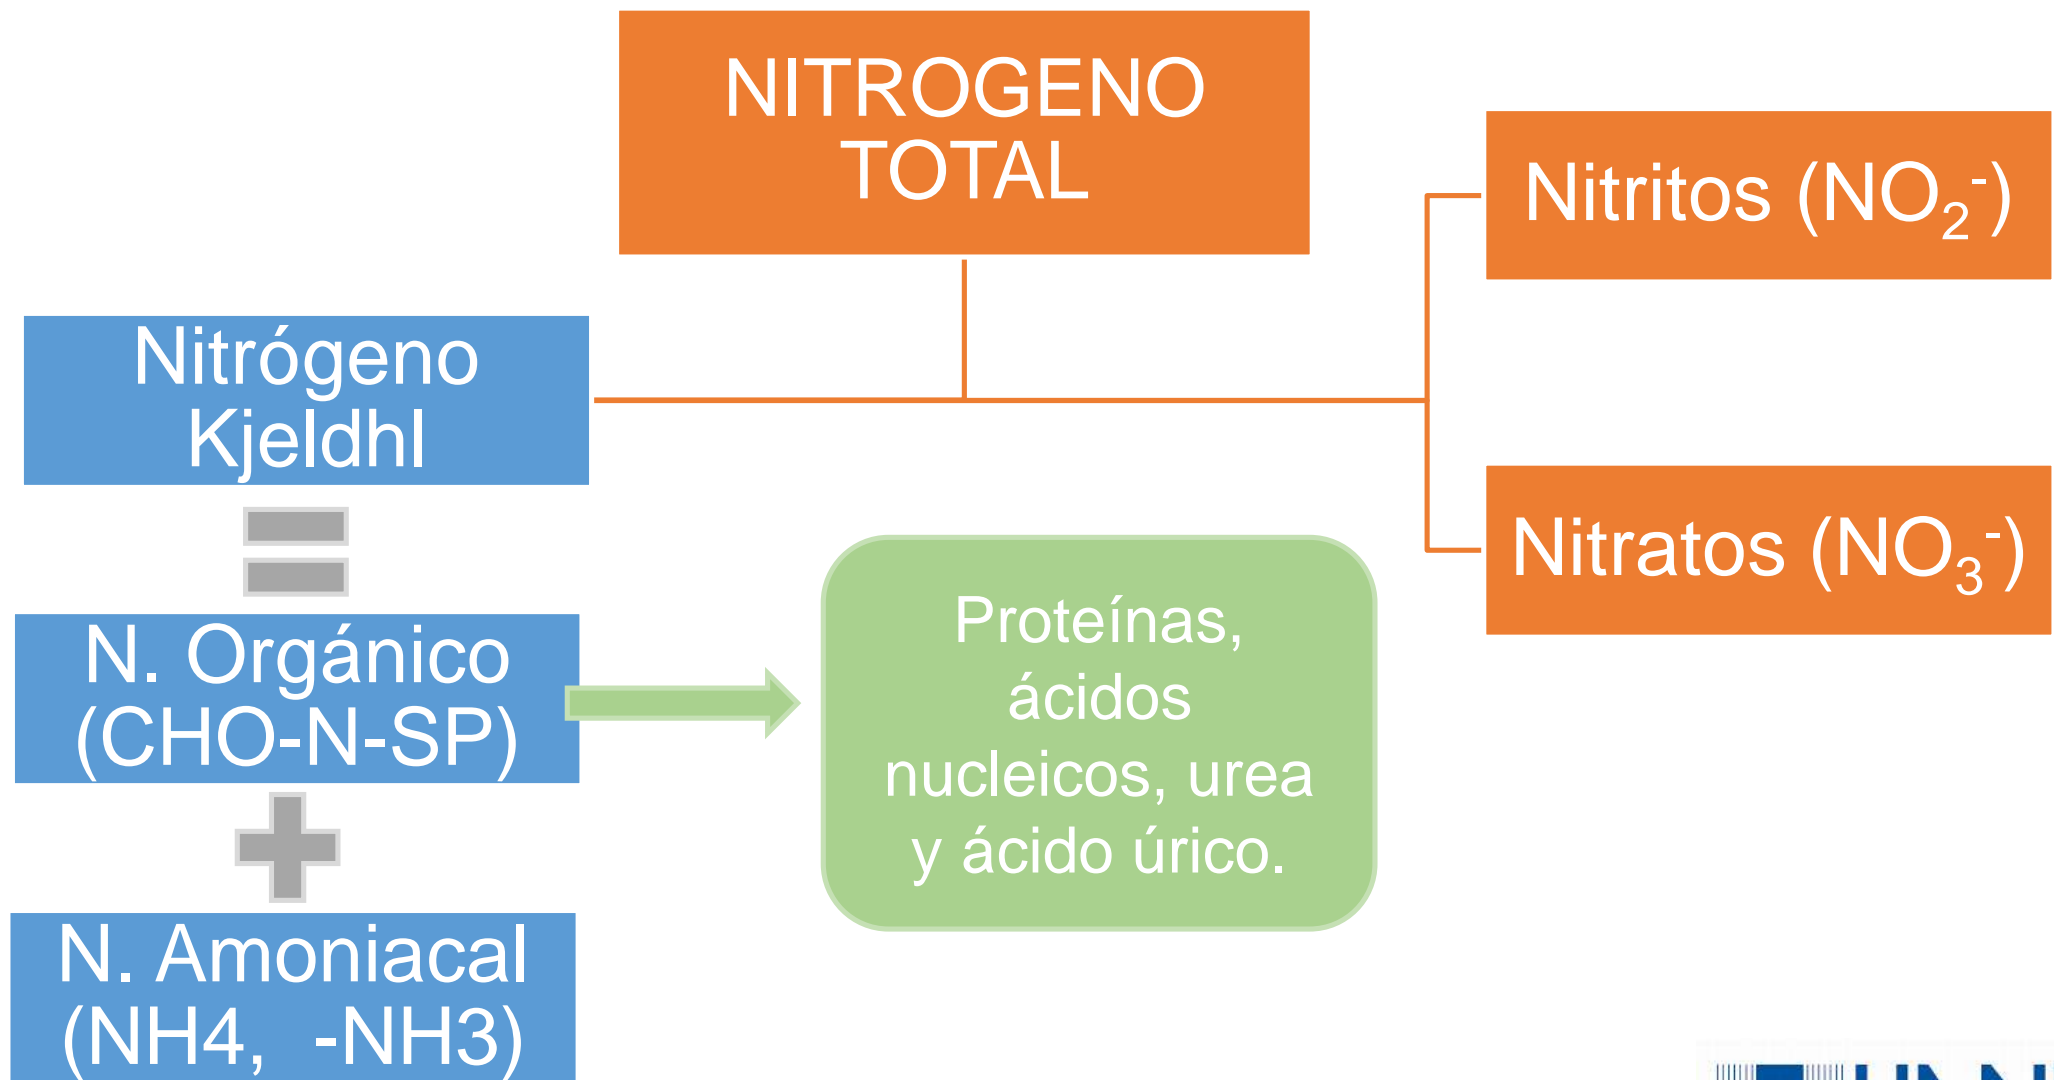 NITROGENO
TOTAL
Nitritos (NO₂⁻)
Nitrógeno
Kjeldhl
Nitratos (NO₃⁻)
N. Orgánico
(CHO-N-SP)
Proteínas,
ácidos
nucleicos, urea
y ácido úrico.
N. Amoniacal
(NH4,  -NH3)